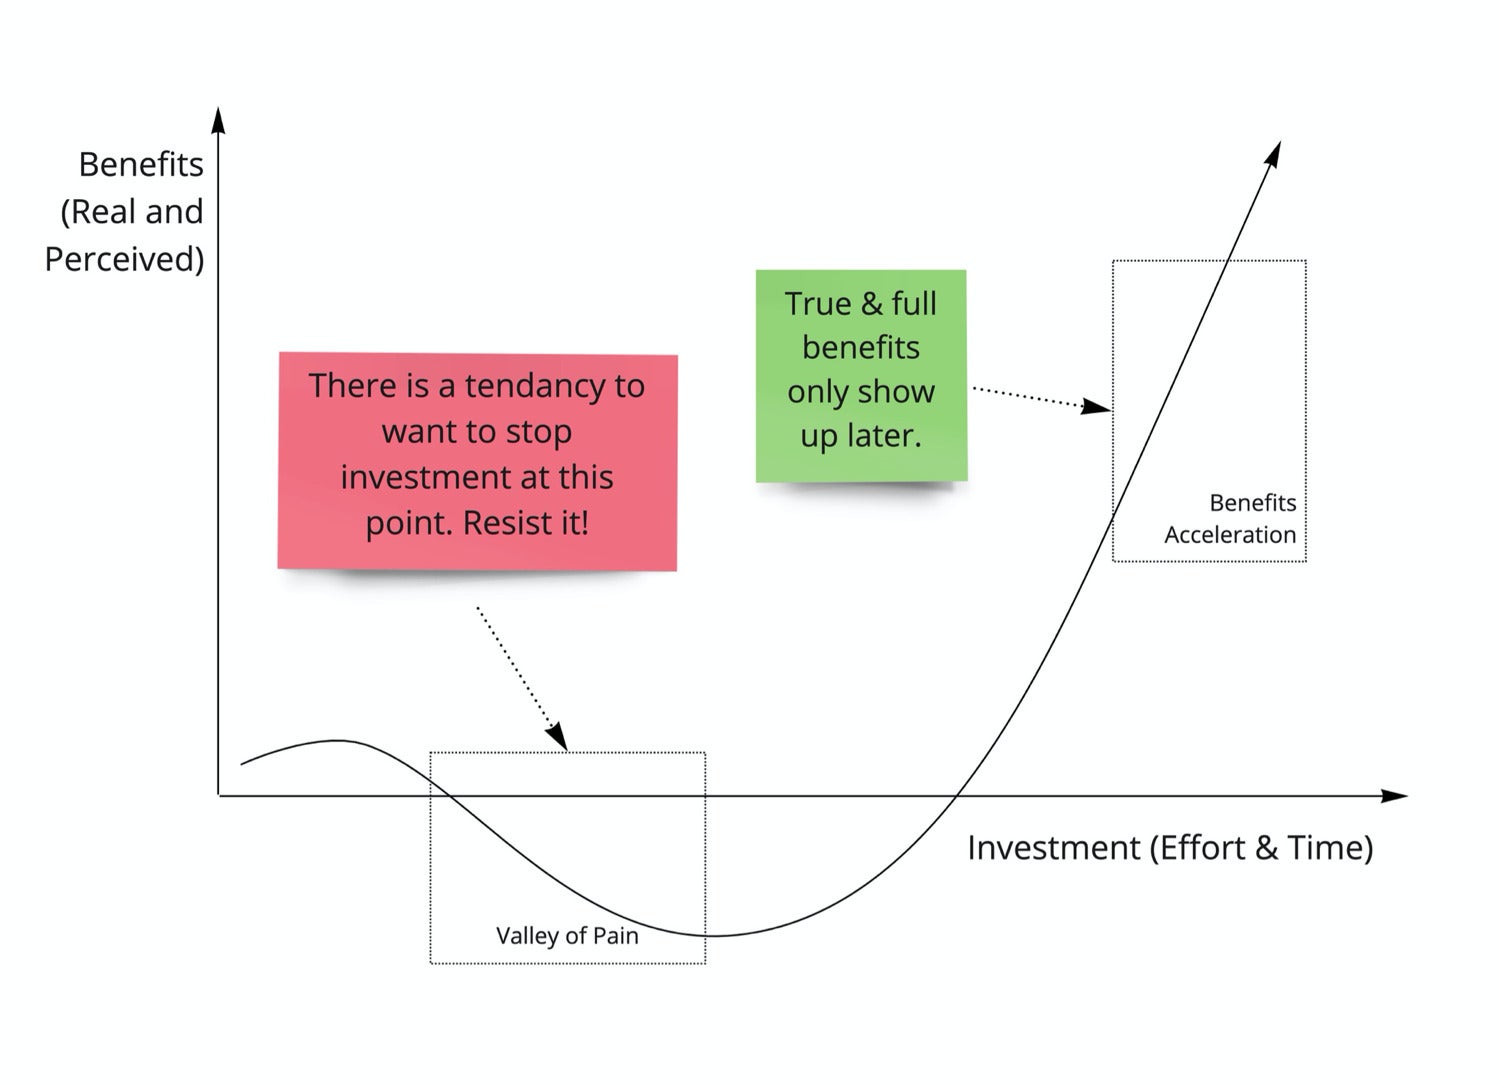 Benefits
(Real and
Perceived)
There is a tendancy to
want to stop
investment at this
point. Resist it!
True & full
benefits
only show
up later.
Benefits
Acceleration
Investment (Effort & Time)
Valley of Pain